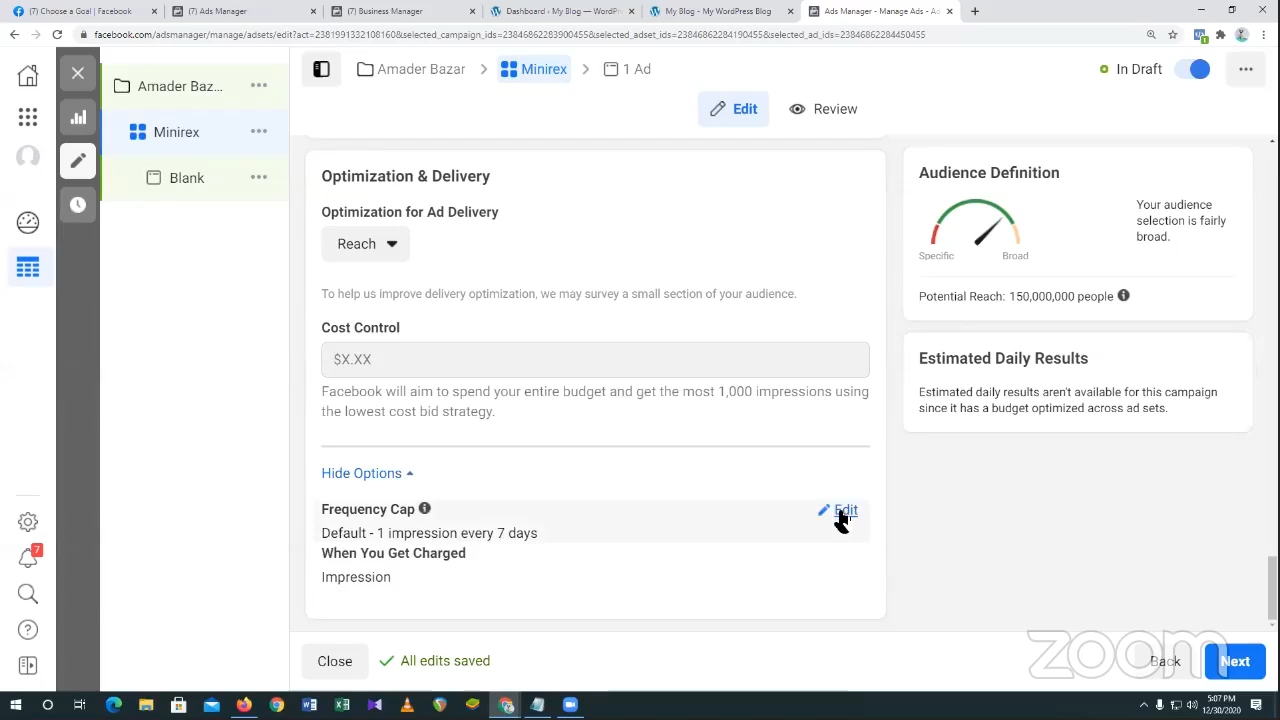 (7) Choose a Goal | Facebook
(7) Ads Manager
(7) Business Manager
Dashboard ‹ My Blog — WordPr
My Blog – My WordPress Blog
Ads Manager - Manage Ads - Ad
facebook.com/adsmanager/manage/assets/edit?act=2381991332108160&selected_campaign_ids=23846862283900455&selected_adset_ids=23846862284190455&selected_ad_ids=23846862284450455
Amader Baz...
Minirex
Blank
Amader Bazar
Minirex
1 Ad
In Draft
Edit
Review
Optimization & Delivery
Optimization for Ad Delivery
Reach
To help us improve delivery optimization, we may survey a small section of your audience.
Cost Control
$X.XX
Facebook will aim to spend your entire budget and get the most 1,000 impressions using
the lowest cost bid strategy.
Hide Options
Frequency Cap
Edit
Default - 1 impression every 7 days
When You Get Charged
Impression
Audience Definition
Your audience
selection is fairly
broad.
Specific
Broad
Potential Reach: 150,000,000 people
Estimated Daily Results
Estimated daily results aren't available for this campaign
since it has a budget optimized across ad sets.
7
Close
All edits saved
Back
Next
zoom
5:07 PM
12/30/2020